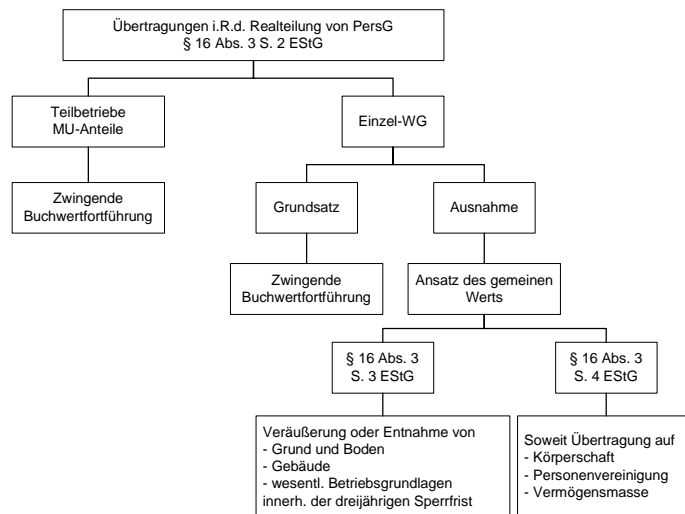 Übertragungen i.R.d. Realteilung von PersG
§ 16 Abs. 3 S. 2 EStG
Teilbetriebe
MU-Anteile
Einzel-WG
Zwingende
Buchwertfortführung
Grundsatz
Ausnahme
Zwingende
Buchwertfortführung
Ansatz des gemeinen
Werts
§ 16 Abs. 3
S. 3 EStG
§ 16 Abs. 3
S. 4 EStG
Veräußerung oder Entnahme von
- Grund und Boden
- Gebäude
- wesentl. Betriebsgrundlagen
innerh. der dreijährigen Sperrfrist
Soweit Übertragung auf
- Körperschaft
- Personenvereinigung
- Vermögensmasse